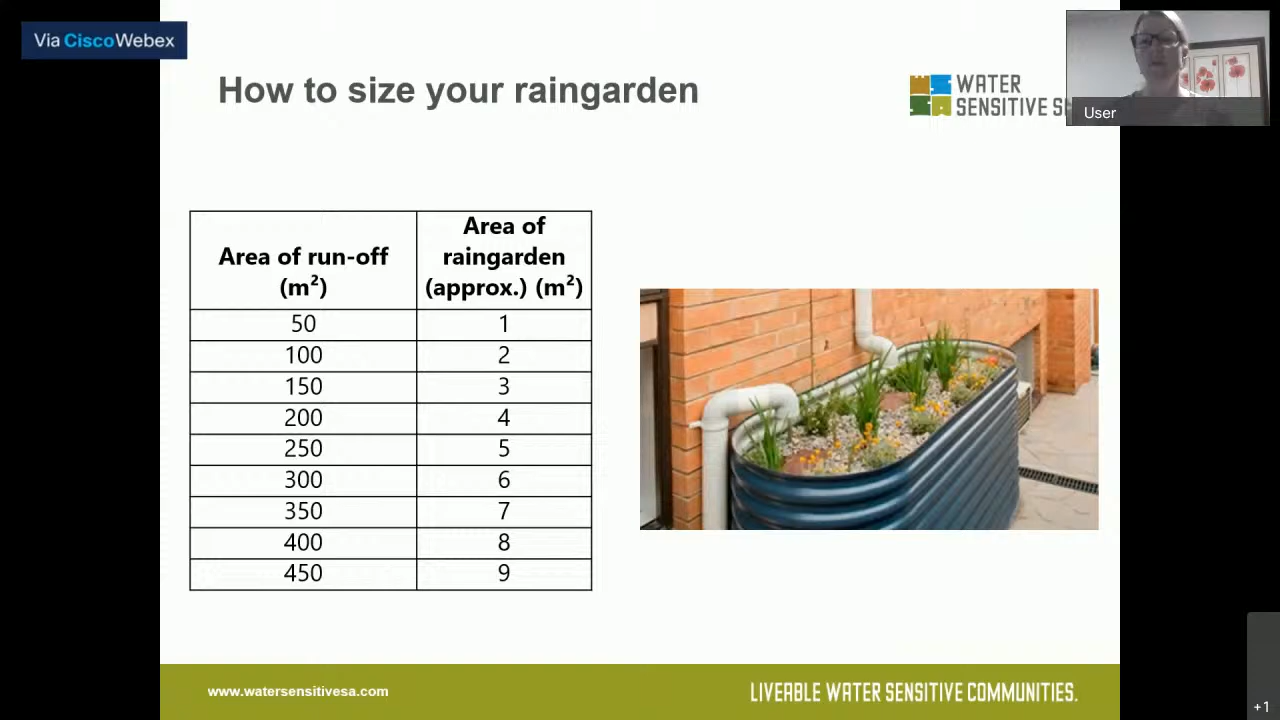 Via CiscoWebex
How to size your raingarden
WATER
SENSITIVE
User
Area of run-off
(m²)
Area of
raingarden
(approx.) (m²)
50 1
100 2
150 3
200 4
250 5
300 6
350 7
400 8
450 9
www.watersensitivesa.com
LIVEABLE WATER SENSITIVE COMMUNITIES.
+1